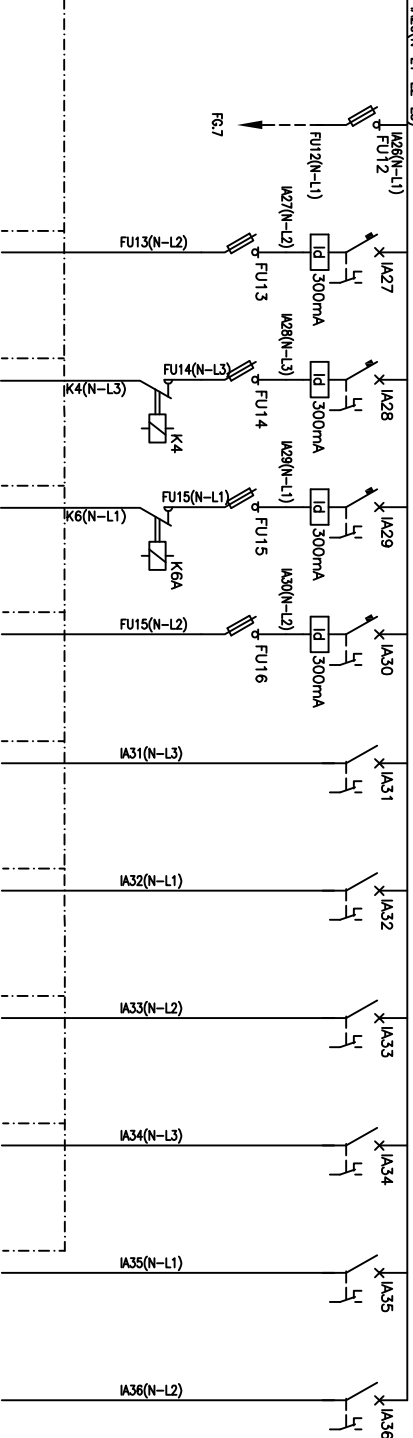 IA26(N-L1)
FU12
FU12(N-L1)
FG.7
IA27
300mA
Id
IA27(N-L2)
FU13
FU13(N-L2)
IA28
300mA
Id
IA28(N-L3)
FU14
FU14(N-L3)
K4
K4(N-L3)
IA29
300mA
Id
IA29(N-L1)
FU15
FU15(N-L1)
K6A
K6(N-L1)
IA30
300mA
Id
IA30(N-L2)
FU16
FU15(N-L2)
IA31
IA31(N-L3)
IA32
IA32(N-L1)
IA33
IA33(N-L2)
IA34
IA34(N-L3)
IA35
IA35(N-L1)
IA36
IA36(N-L2)